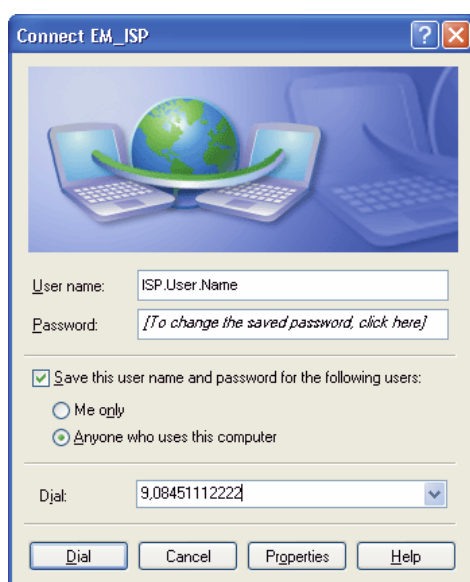 Connect EM_ISP
User name: ISP.User.Name
Password: [To change the saved password, click here]
Save this user name and password for the following users:
Me only
Anyone who uses this computer
Dial: 9,08451112222
Dial Cancel Properties Help